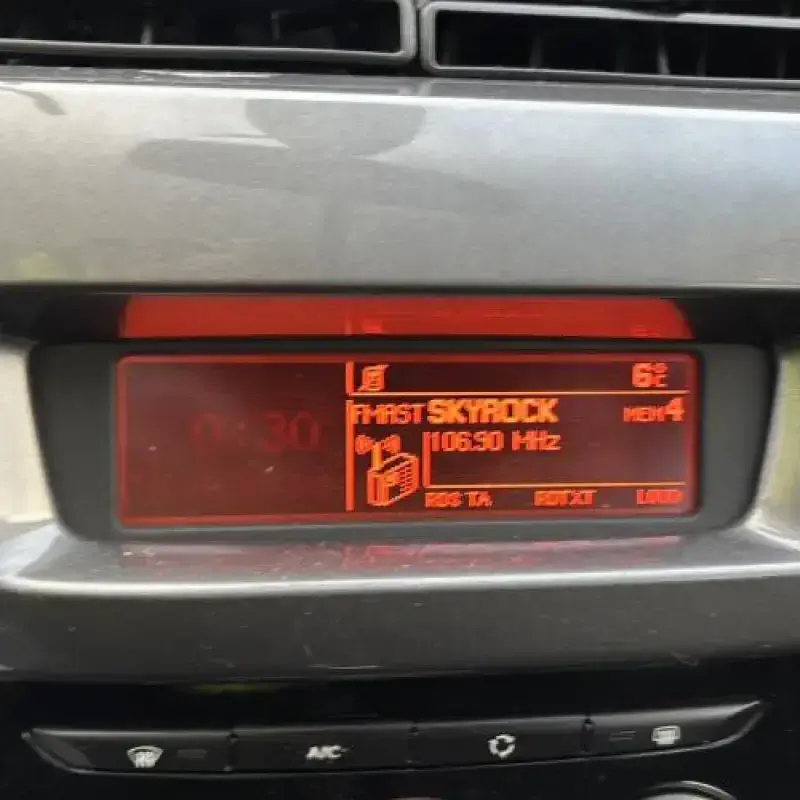 6°C
FMAST SKYROCK MEM4
106.90 MHz
RDS TA RDTXT LOUD
A/C